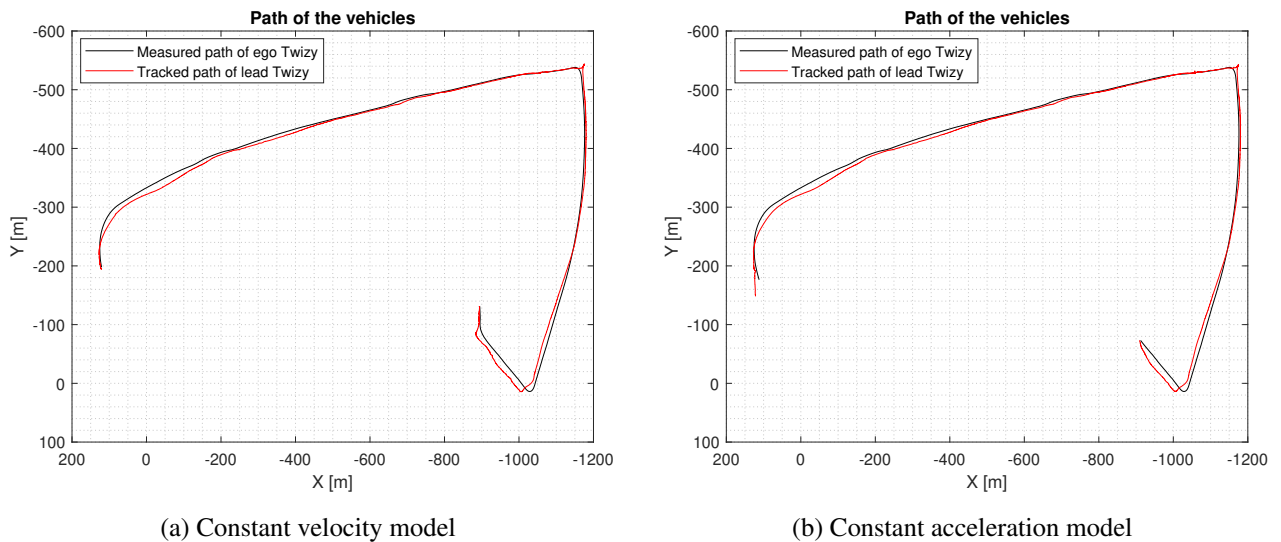 Path of the vehicles
Measured path of ego Twizy
Tracked path of lead Twizy
-600
-500
-400
-300
-200
-100
0
100
Y [m]
200 0 -200 -400 -600 -800 -1000 -1200
X [m]
(a) Constant velocity model
Path of the vehicles
Measured path of ego Twizy
Tracked path of lead Twizy
-600
-500
-400
-300
-200
-100
0
100
Y [m]
200 0 -200 -400 -600 -800 -1000 -1200
X [m]
(b) Constant acceleration model